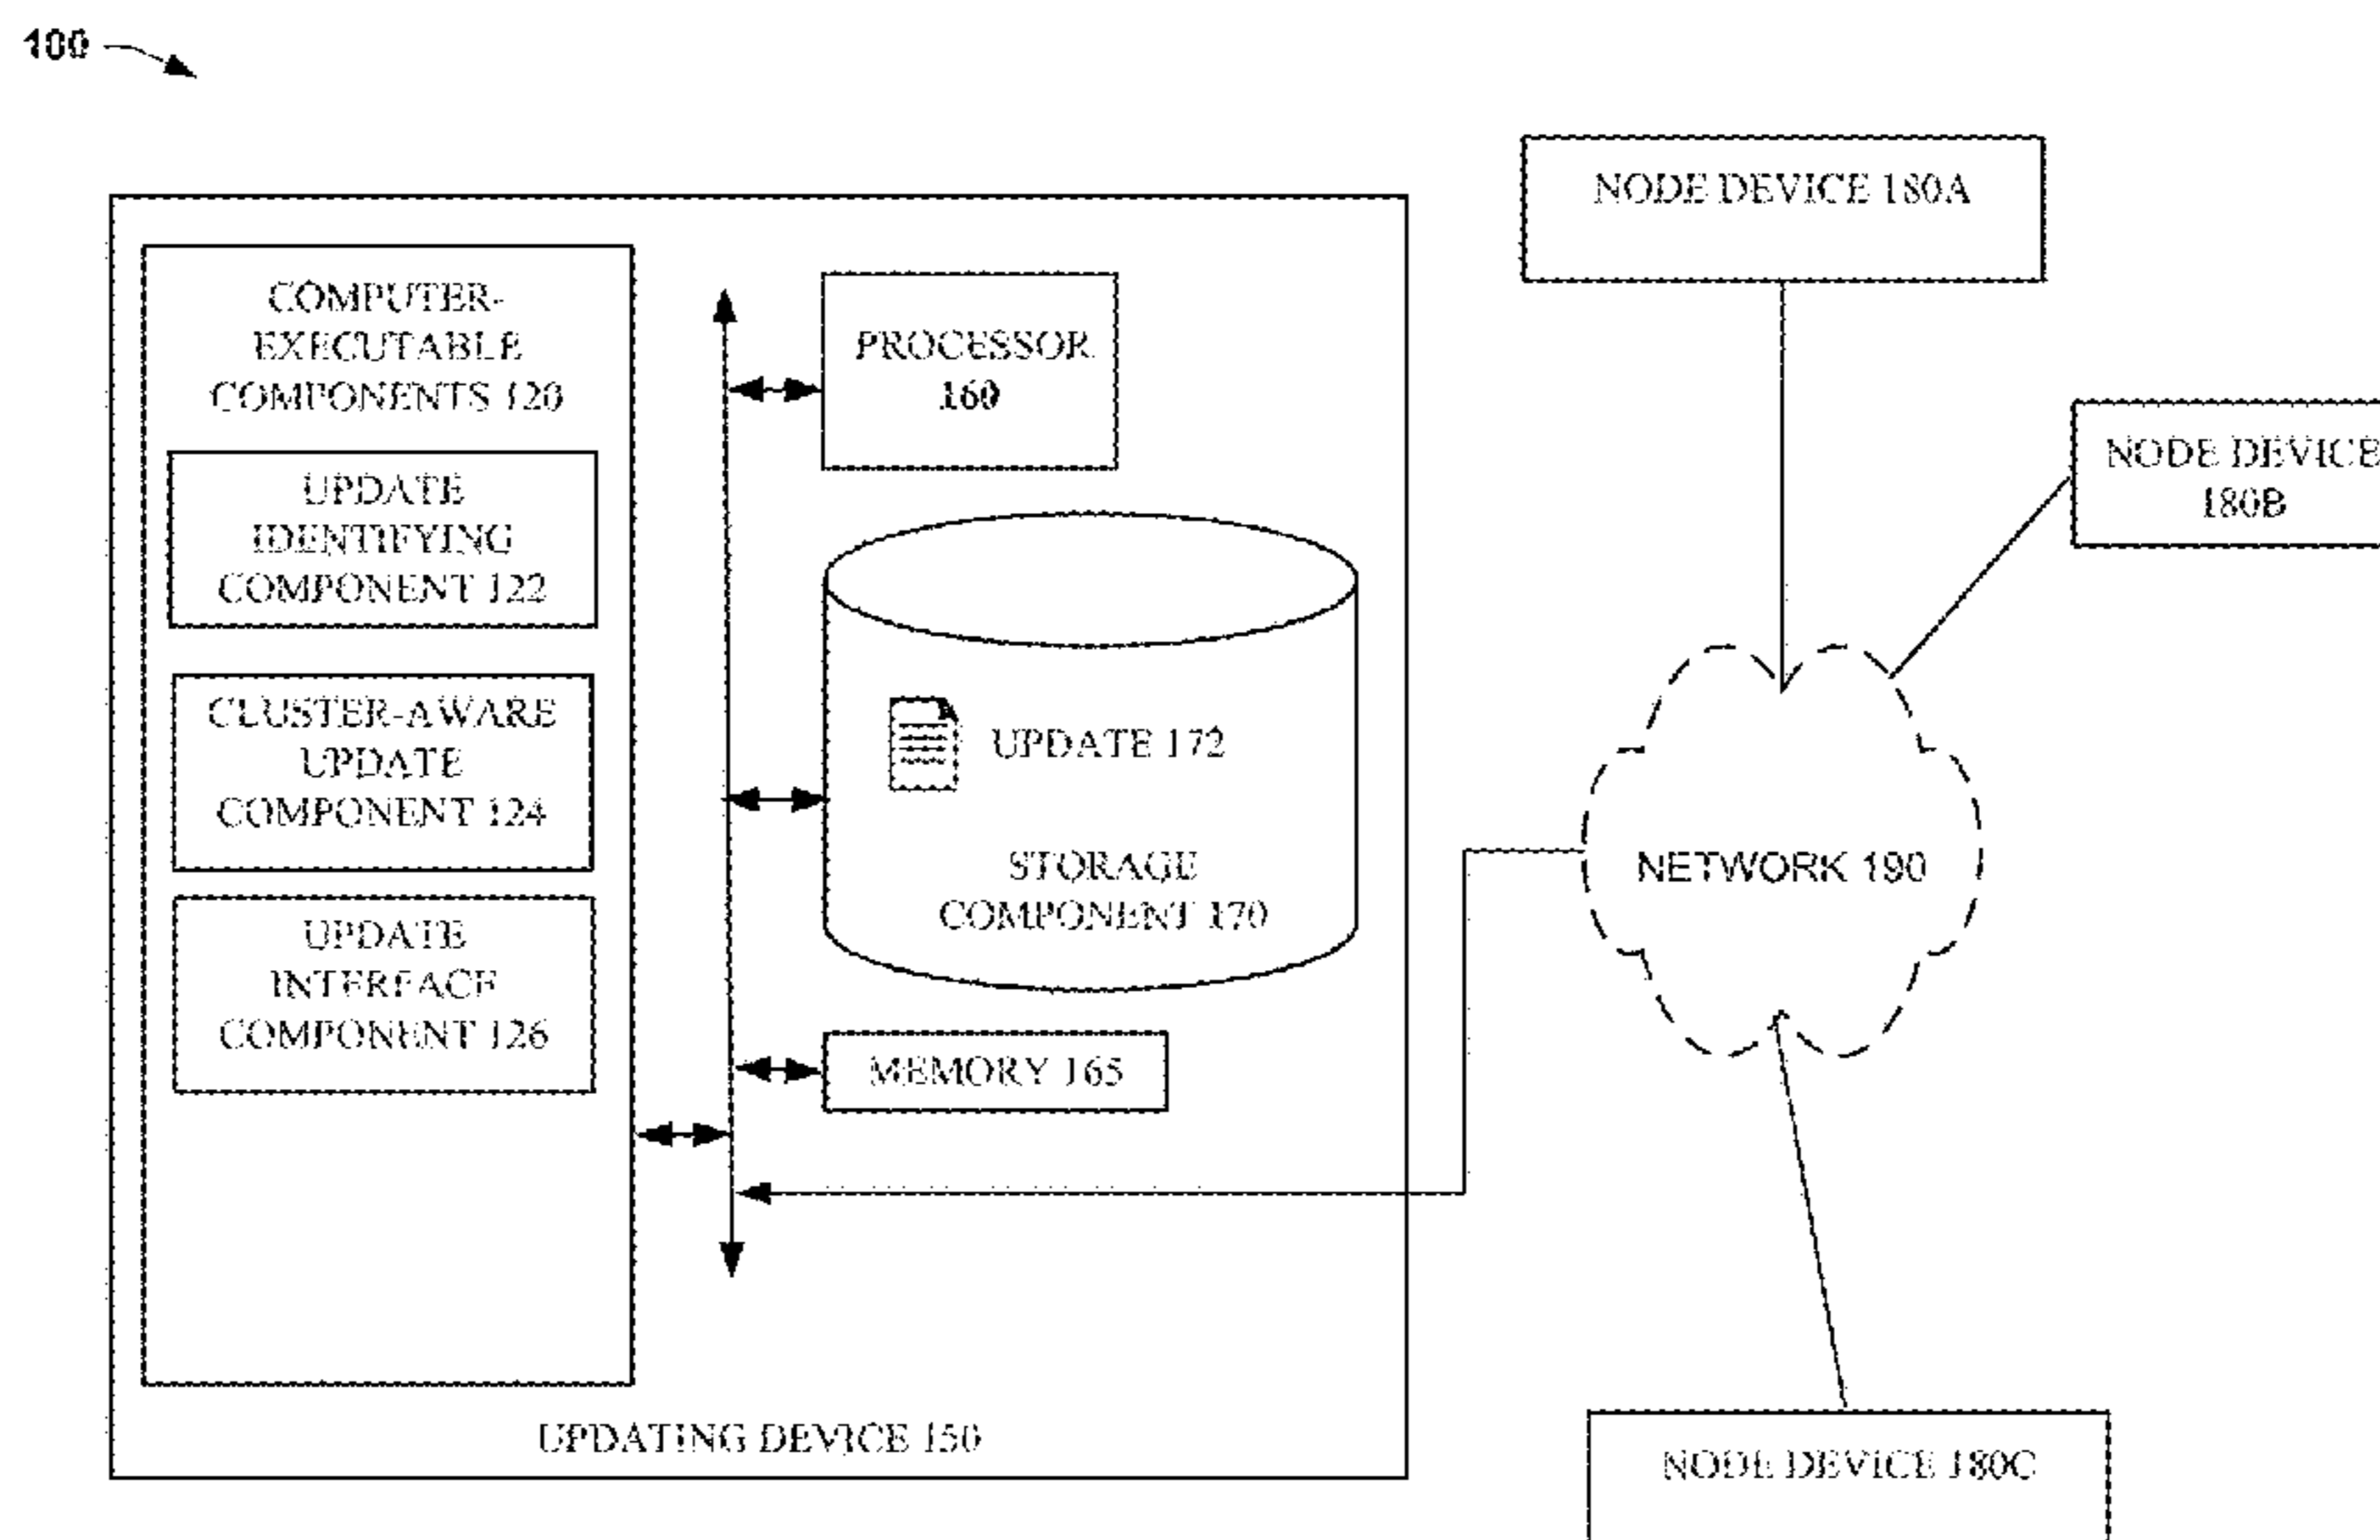 100
NODE DEVICE 180A
COMPUTER-
EXECUTABLE
COMPONENTS 120
PROCESSOR
160
NODE DEVICE
180B
UPDATE
IDENTIFYING
COMPONENT 122
CLUSTER-AWARE
UPDATE
COMPONENT 124
UPDATE 172
STORAGE
COMPONENT 170
NETWORK 190
UPDATE
INTERFACE
COMPONENT 126
MEMORY 165
UPDATING DEVICE 150
NODE DEVICE 180C